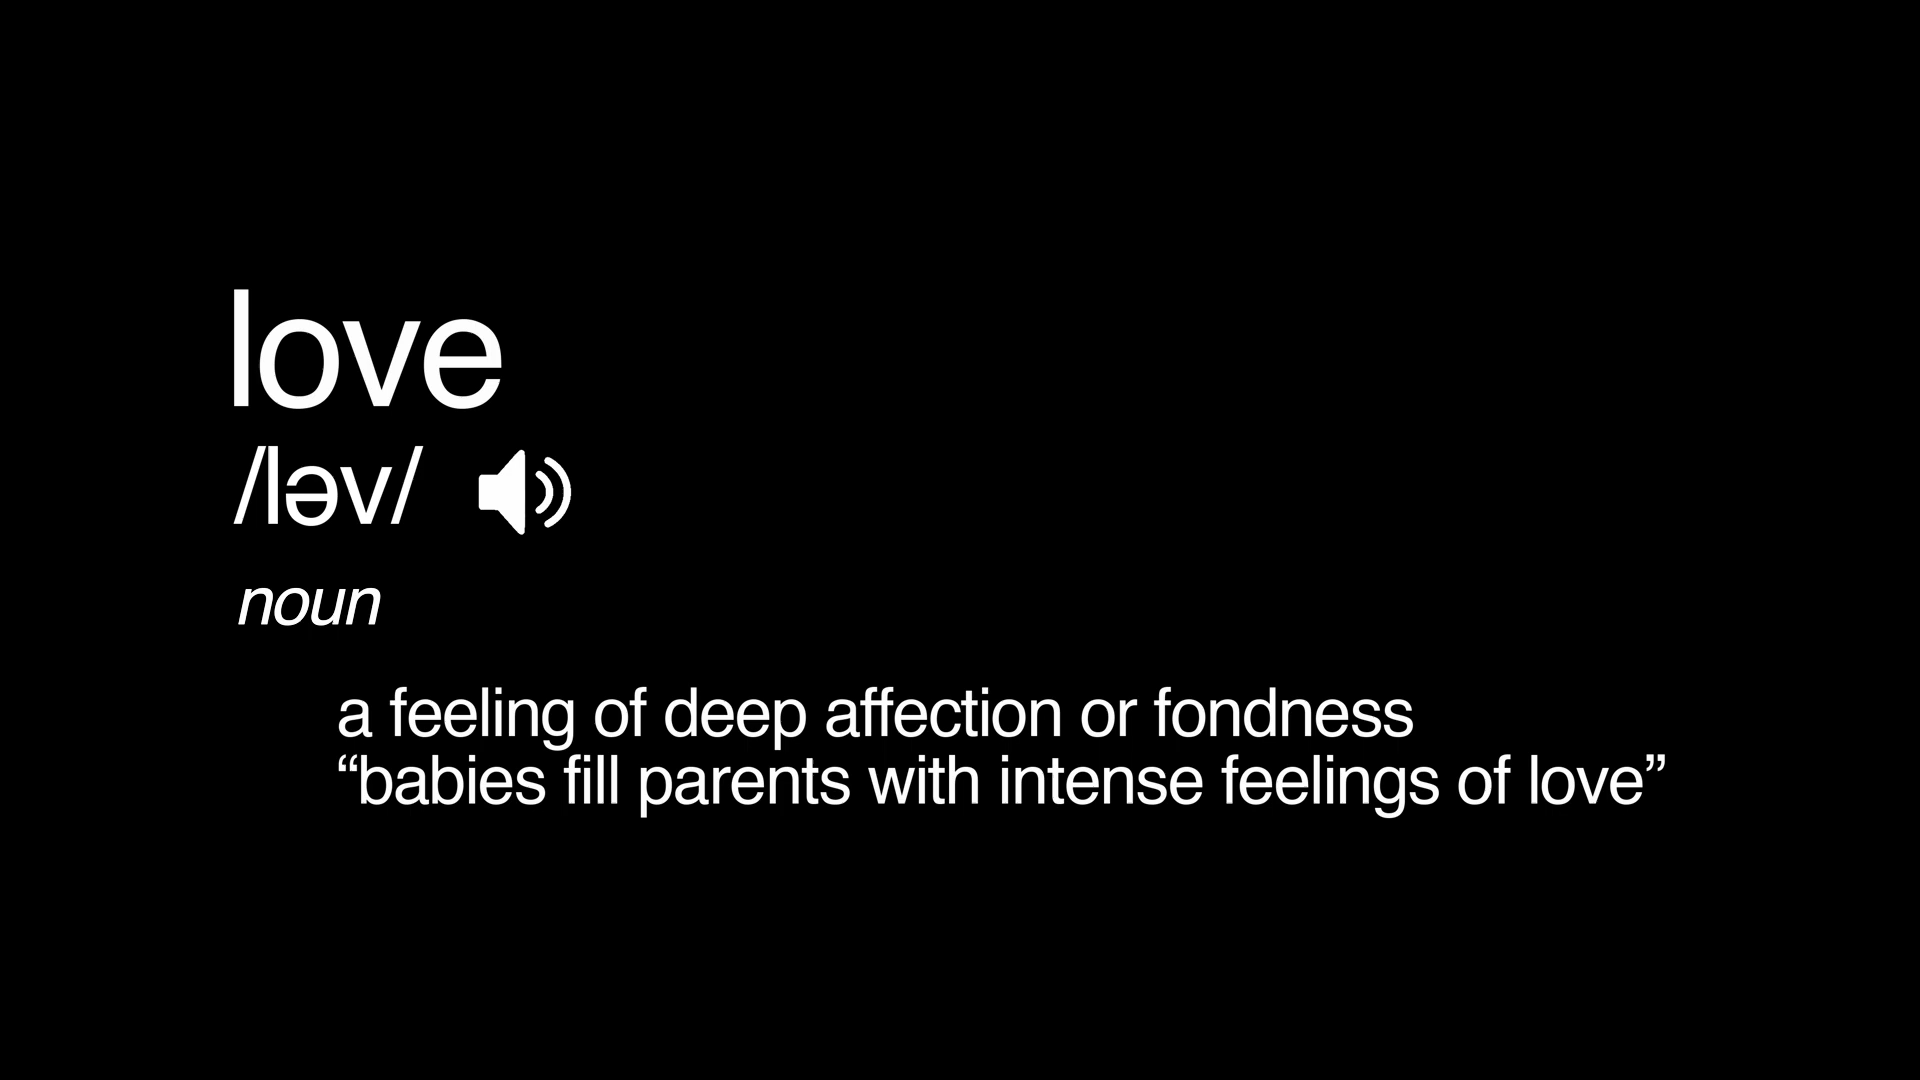 love
/ləv/
noun
a feeling of deep affection or fondness
“babies fill parents with intense feelings of love”